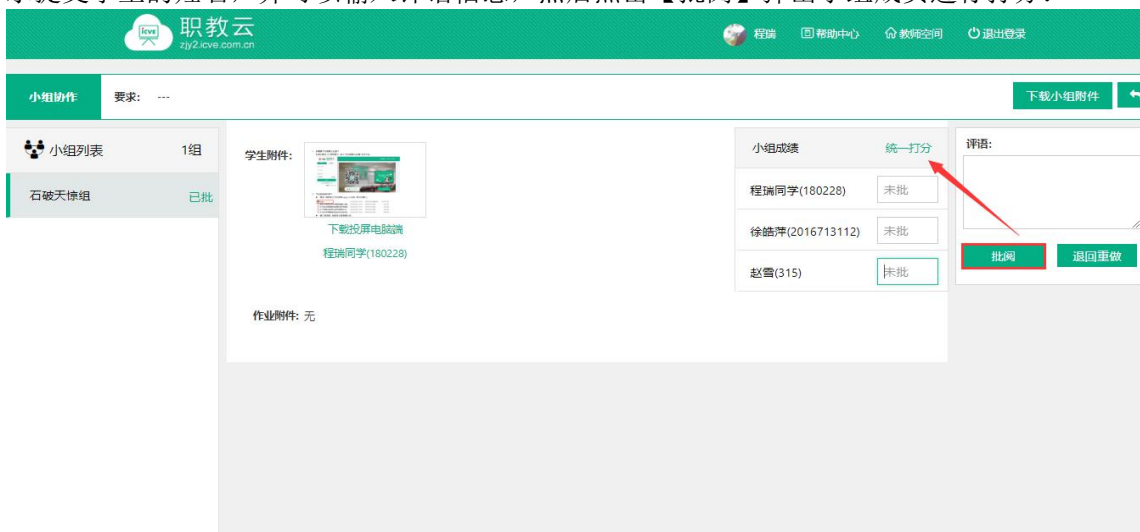 职教云
zjy2.icve.com.cn
icve
程瑞 帮助中心 教师空间 退出登录
小组协作 要求: ---
下载小组附件
小组列表 1组
石破天惊组 已批
学生附件:
下载投屏电脑端
程瑞同学(180228)
作业附件: 无
小组成绩 统一打分
程瑞同学(180228) 未批
徐皓萍(2016713112) 未批
赵雪(315) 未批
评语:
批阅 退回重做